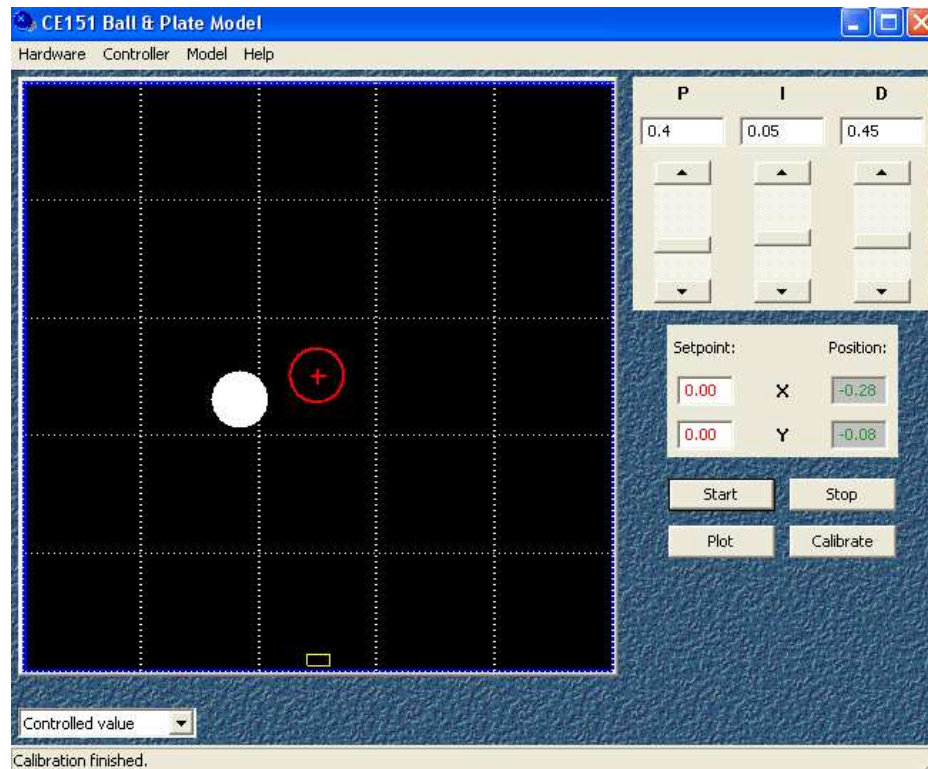 CE151 Ball & Plate Model
Hardware Controller Model Help
P I D
0.4 0.05 0.45
Setpoint: Position:
0.00 X -0.28
0.00 Y -0.08
Start Stop
Plot Calibrate
Controlled value
Calibration finished.